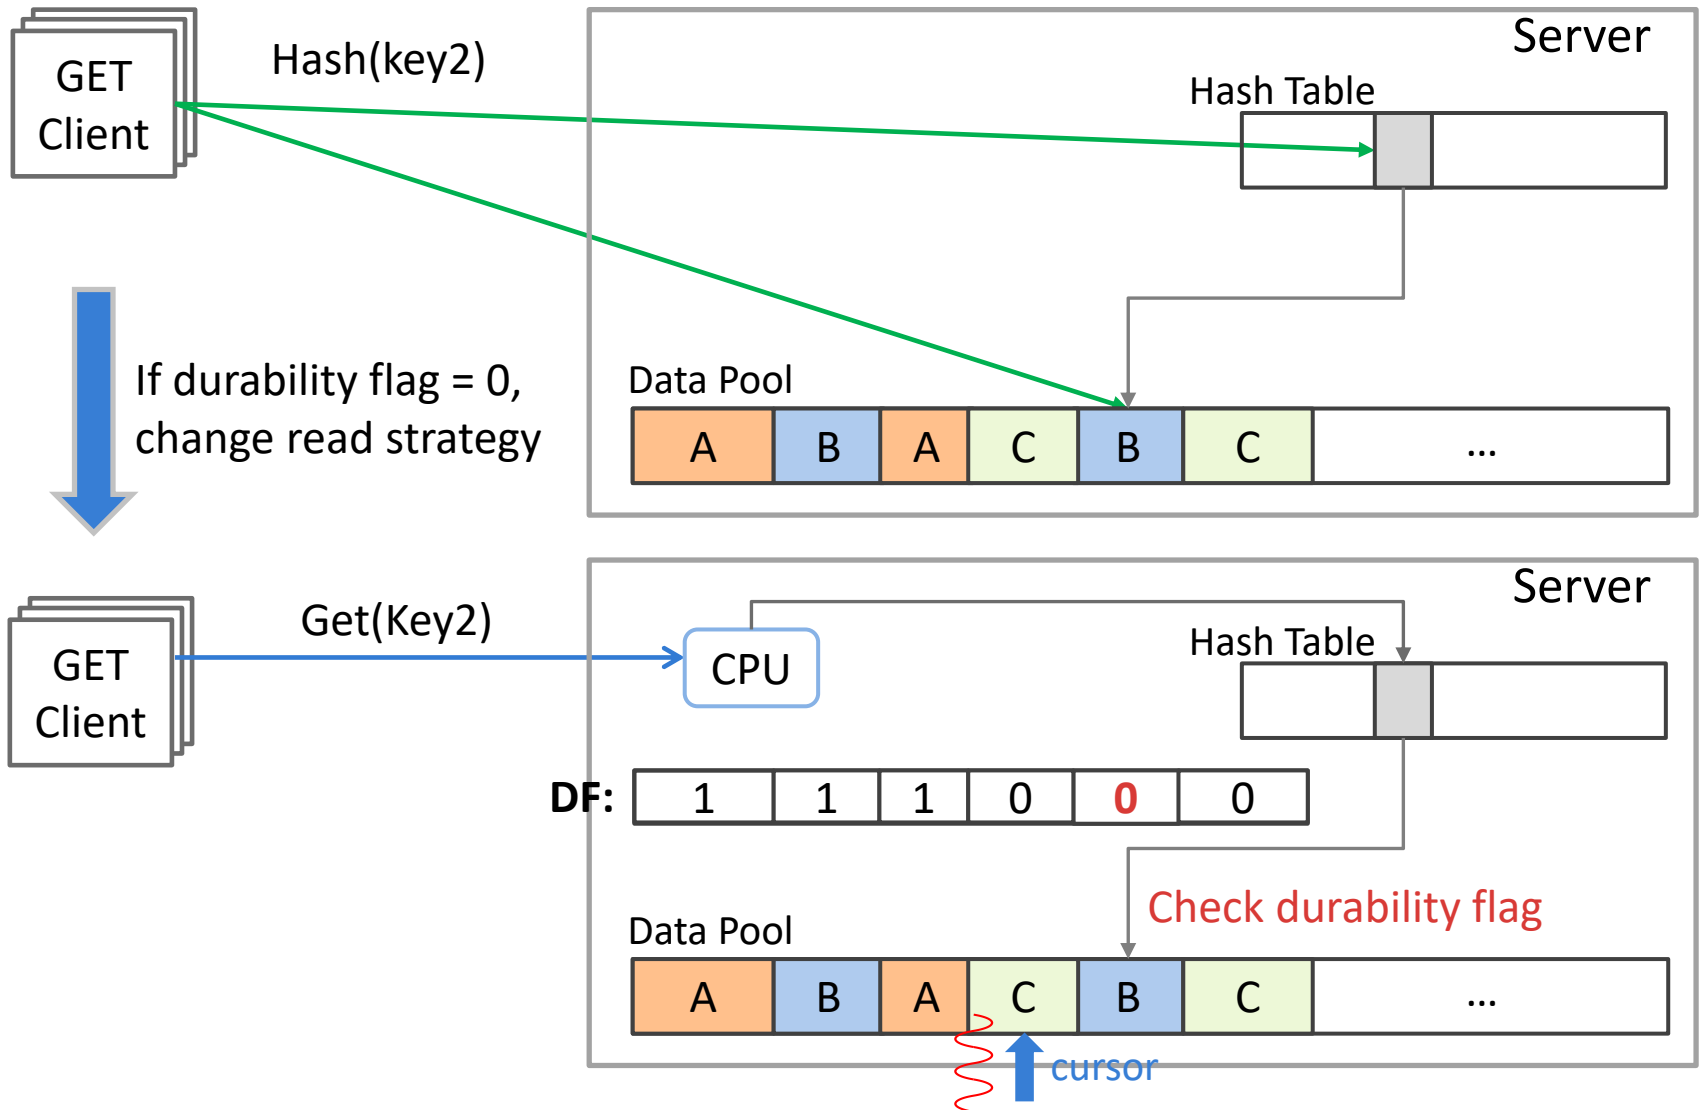 Server
GET
Client
Hash(key2)
Hash Table
If durability flag = 0,
change read strategy
Data Pool
A B A C B C ...
Server
Get(Key2)
CPU
Hash Table
GET
Client
DF: 1 1 1 0 0 0
Check durability flag
Data Pool
A B A C B C ...
cursor